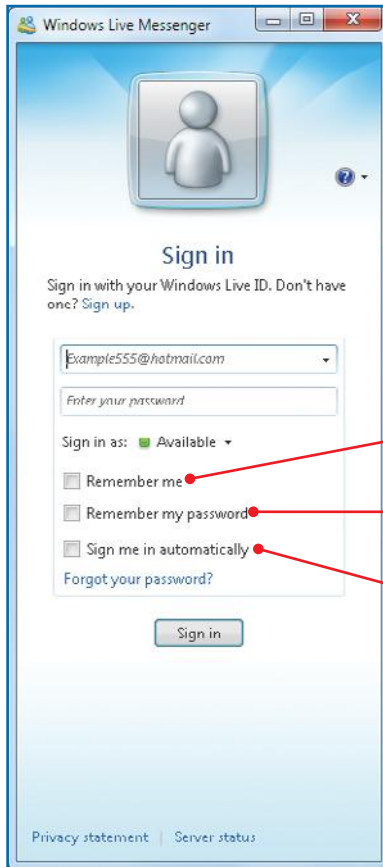 Windows Live Messenger
Sign in
Sign in with your Windows Live ID. Don't have
one? Sign up.
Example555@hotmail.com
Enter your password
Sign in as: Available
Remember me
Remember my password
Sign me in automatically
Forgot your password?
Sign in
Privacy statement | Server status